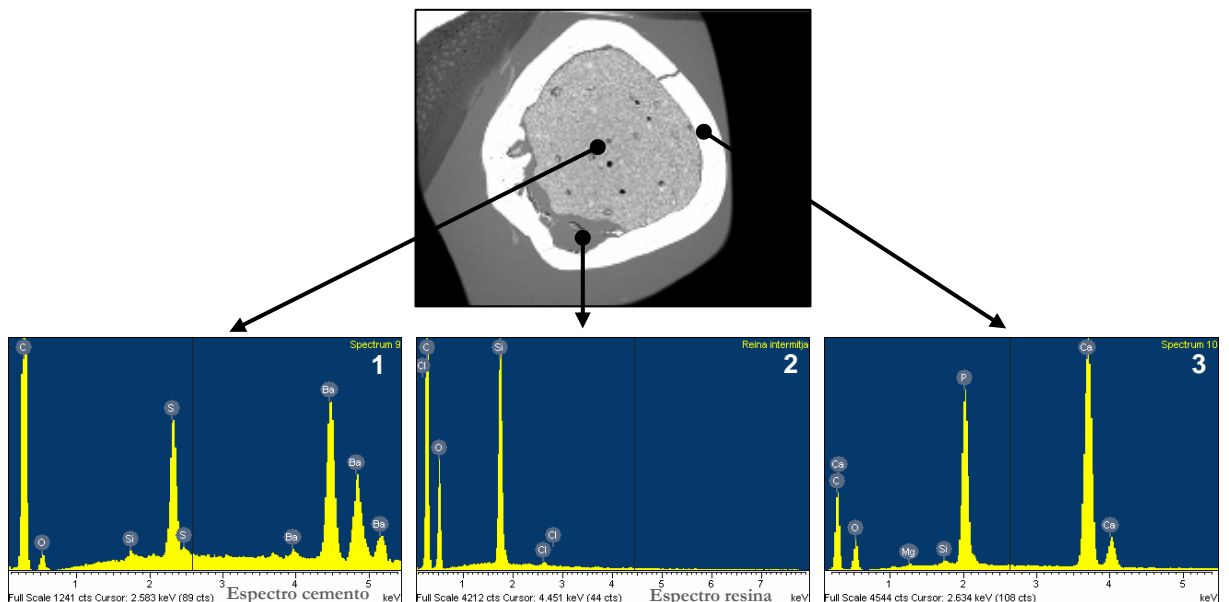 Spectrum 9
1
C
O
Si
S
S
Ba
Ba
Ba
Ba
1
2
4
5
Full Scale 1241 cts Cursor: 2.583 keV (89 cts)
keV
Espectro cemento
Reina intermitja
2
C
Cl
O
Si
Cl
Cl
1
2
3
4
5
6
7
Full Scale 4212 cts Cursor: 4.451 keV (44 cts)
keV
Espectro resina
Spectrum 10
3
Ca
C
O
Mg
Si
P
Ca
Ca
1
2
4
5
Full Scale 4544 cts Cursor: 2.634 keV (108 cts)
keV